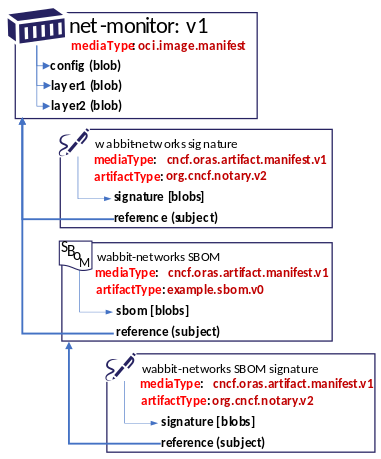 net-monitor: v1
mediaType: oci.image.manifest
config (blob)
layer1 (blob)
layer2 (blob)
wabbit-networks signature
mediaType: cncf.oras.artifact.manifest.v1
artifactType: org.cncf.notary.v2
signature [blobs]
reference (subject)
SBoM
wabbit-networks SBOM
mediaType: cncf.oras.artifact.manifest.v1
artifactType: example.sbom.v0
sbom [blobs]
reference (subject)
wabbit-networks SBOM signature
mediaType: cncf.oras.artifact.manifest.v1
artifactType: org.cncf.notary.v2
signature [blobs]
reference (subject)